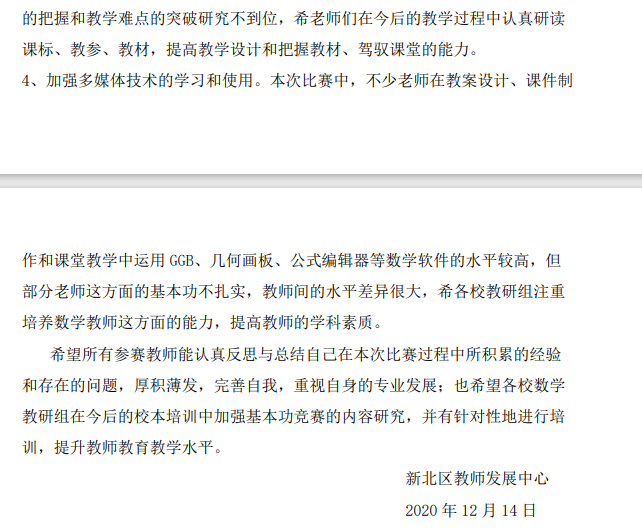 的把握和教学难点的突破研究不到位，希老师们在今后的教学过程中认真研读
课标、教参、教材，提高教学设计和把握教材、驾驭课堂的能力。
4、加强多媒体技术的学习和使用。本次比赛中，不少老师在教案设计、课件制
作和课堂教学中运用 GGB、几何画板、公式编辑器等数学软件的水平较高，但
部分老师这方面的基本功不扎实，教师间的水平差异很大，希各校教研组注重
培养数学教师这方面的能力，提高教师的学科素质。
希望所有参赛教师能认真反思与总结自己在本次比赛过程中所积累的经验
和存在的问题，厚积薄发，完善自我，重视自身的专业发展；也希望各校数学
教研组在今后的校本培训中加强基本功竞赛的内容研究，并有针对性地进行培
训，提升教师教育教学水平。
新北区教师发展中心
2020 年 12 月 14 日